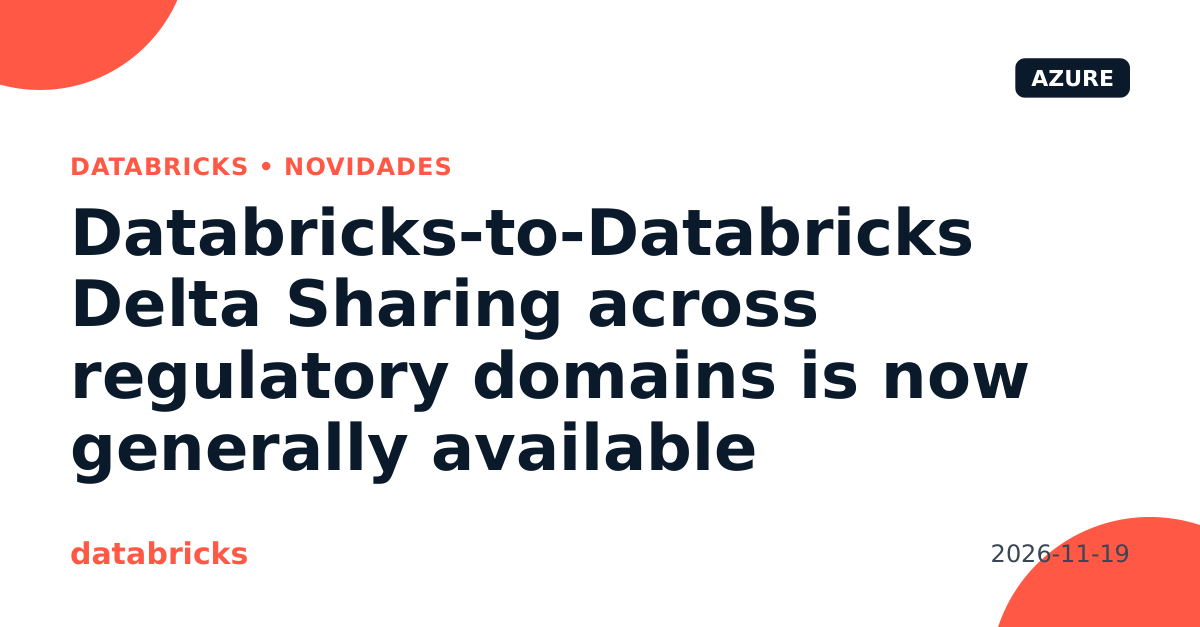 AZURE
DATABRICKS • NOVIDADES
Databricks-to-Databricks
Delta Sharing across
regulatory domains is now
generally available
databricks
2026-11-19